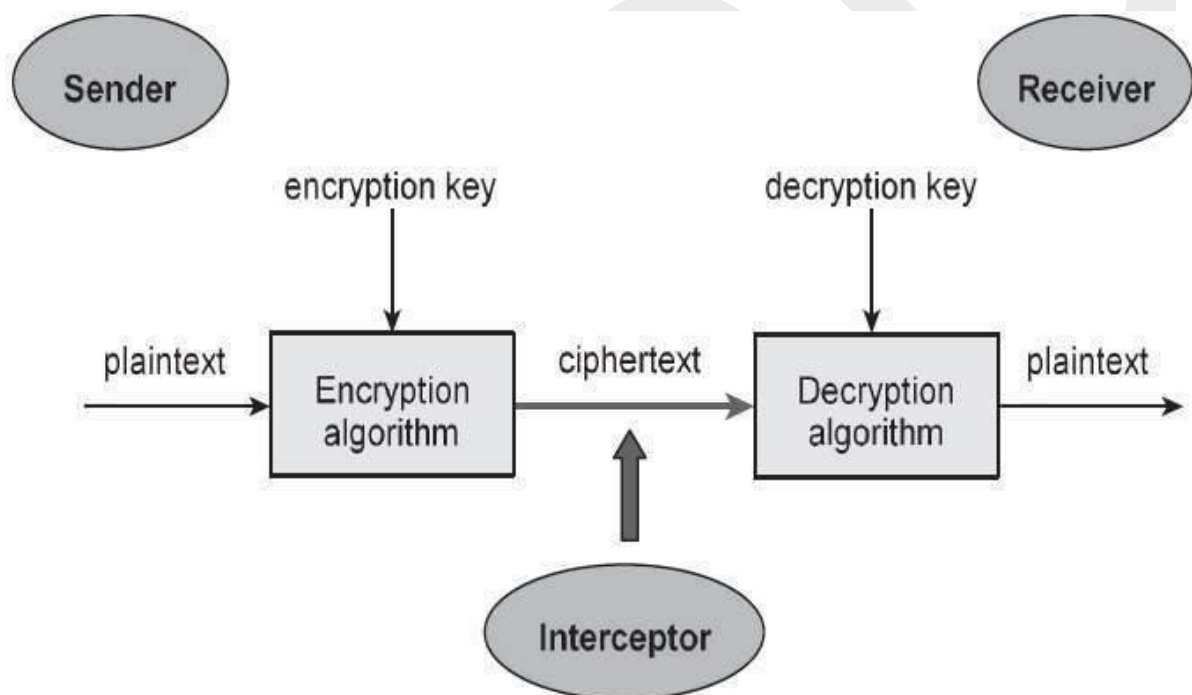 Sender
Receiver
encryption key
decryption key
plaintext
Encryption
algorithm
ciphertext
Decryption
algorithm
plaintext
Interceptor